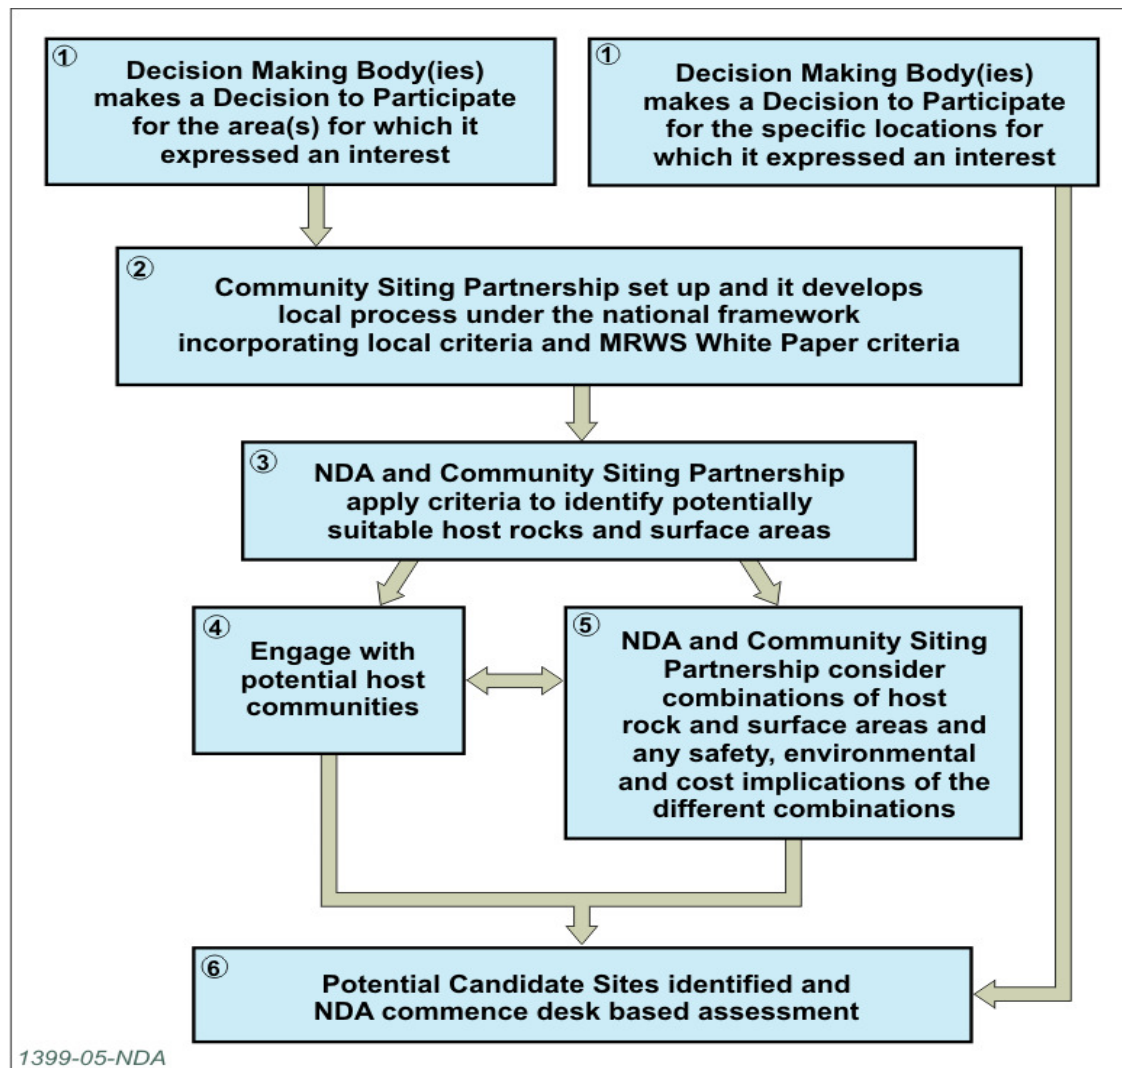 ①
Decision Making Body(ies)
makes a Decision to Participate
for the area(s) for which it
expressed an interest
①
Decision Making Body(ies)
makes a Decision to Participate
for the specific locations for
which it expressed an interest
②
Community Siting Partnership set up and it develops
local process under the national framework
incorporating local criteria and MRWS White Paper criteria
③
NDA and Community Siting Partnership
apply criteria to identify potentially
suitable host rocks and surface areas
④
Engage with
potential host
communities
⑤
NDA and Community Siting
Partnership consider
combinations of host
rock and surface areas and
any safety, environmental
and cost implications of the
different combinations
⑥
Potential Candidate Sites identified and
NDA commence desk based assessment
1399-05-NDA